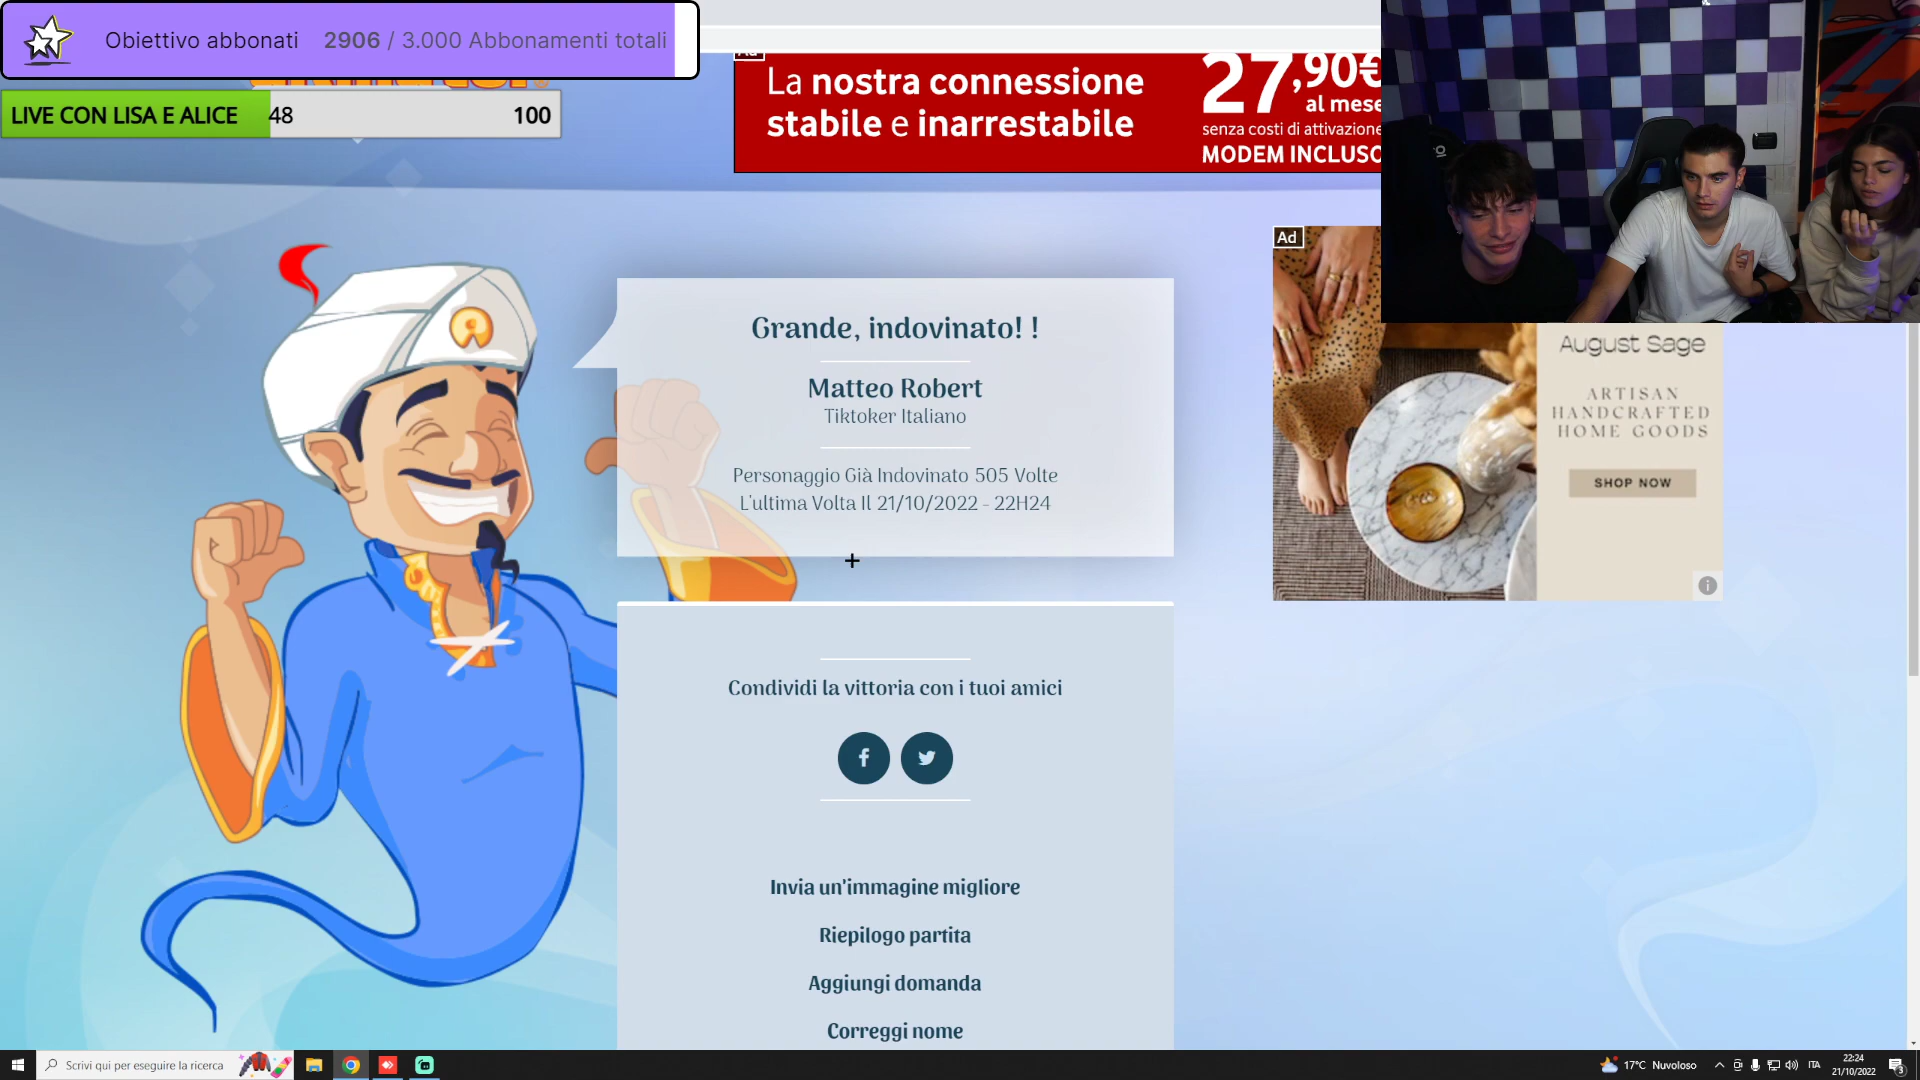 Obiettivo abbonati 2906 / 3.000 Abbonamenti totali
LIVE CON LISA E ALICE 48 100
Ad
La nostra connessione
stabile e inarrestabile
27,90€
al mese
senza costi di attivazione
MODEM INCLUSO
Grande, indovinato! !
Matteo Robert
Tiktoker Italiano
Personaggio Già Indovinato 505 Volte
L'ultima Volta Il 21/10/2022 - 22H24
Ad
August Sage
ARTISAN
HANDCRAFTED
HOME GOODS
SHOP NOW
Condividi la vittoria con i tuoi amici
Invia un'immagine migliore
Riepilogo partita
Aggiungi domanda
Correggi nome
Scrivi qui per eseguire la ricerca
17°C Nuvoloso
ITA
22:24
21/10/2022
3